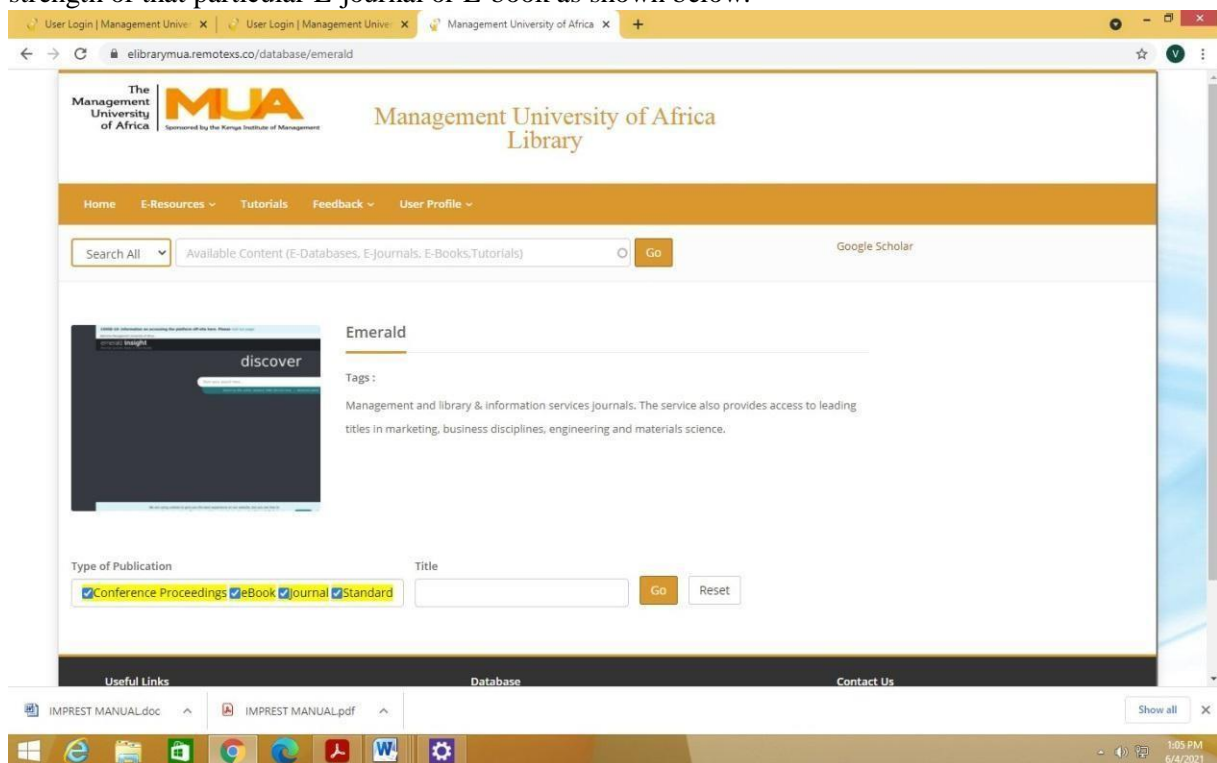 strength of that particular E-journal or E-book as shown below.
User Login | Management Unive
User Login | Management Unive
Management University of Africa
elibrarymua.remotexs.co/database/emerald
V
The
Management
University
of Africa
MUA
Sponsored by the Kenya Institute of Management
Management University of Africa
Library
Home E-Resources Tutorials Feedback User Profile
Search All
Available Content (E-Databases, E-Journals, E-Books,Tutorials)
Go
Google Scholar
emerald insight
discover
Emerald
Tags :
Management and library & information services journals. The service also provides access to leading
titles in marketing, business disciplines, engineering and materials science.
Type of Publication
Title
Conference Proceedings eBook Journal Standard
Go
Reset
Useful Links
Database
Contact Us
IMPREST MANUAL.doc
IMPREST MANUAL.pdf
Show all
1:05 PM
6/4/2021